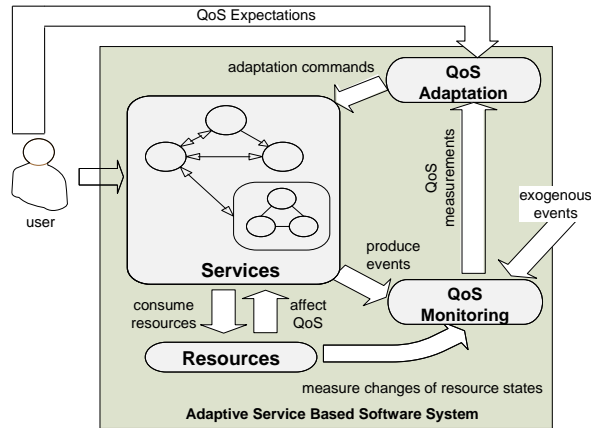 QoS Expectations
adaptation commands
QoS
Adaptation
user
Services
QoS
measurements
exogenous
events
produce
events
consume
resources
affect
QoS
QoS
Monitoring
Resources
measure changes of resource states
Adaptive Service Based Software System